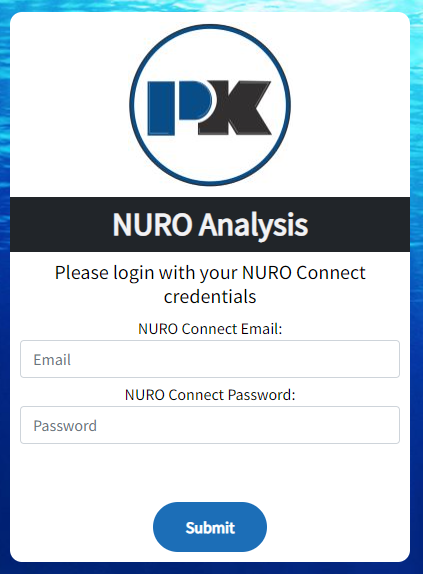 PK
NURO Analysis
Please login with your NURO Connect
credentials
NURO Connect Email:
Email
NURO Connect Password:
Password
Submit